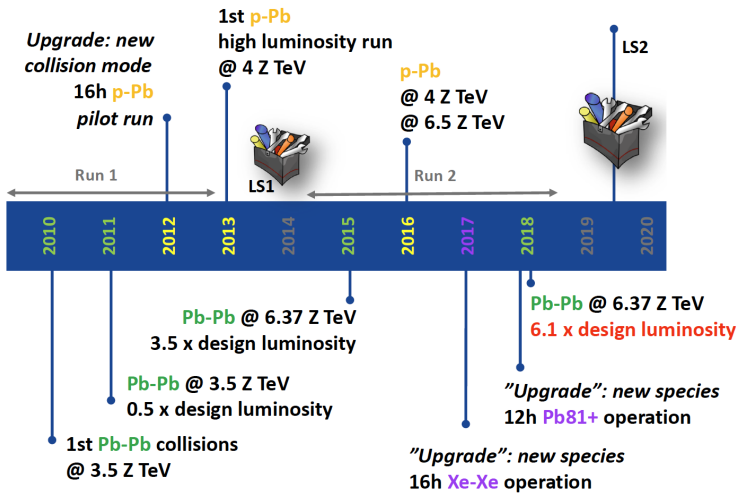 Upgrade: new
collision mode
16h p-Pb
pilot run
1st p-Pb
high luminosity run
@ 4 Z TeV
p-Pb
@ 4 Z TeV
@ 6.5 Z TeV
LS2
Run 1
LS1
Run 2
2010
2011
2012
2013
2014
2015
2016
2017
2018
2019
2020
Pb-Pb @ 6.37 Z TeV
3.5 x design luminosity
Pb-Pb @ 6.37 Z TeV
6.1 x design luminosity
Pb-Pb @ 3.5 Z TeV
0.5 x design luminosity
"Upgrade": new species
12h Pb81+ operation
1st Pb-Pb collisions
@ 3.5 Z TeV
"Upgrade": new species
16h Xe-Xe operation